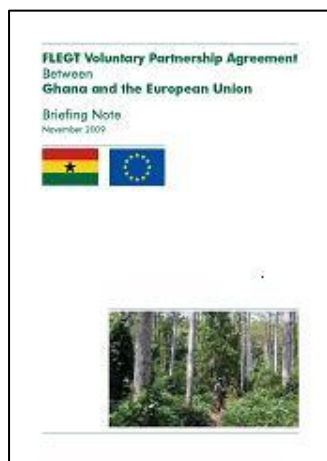 FLEGT Voluntary Partnership Agreement
Between
Ghana and the European Union
Briefing Note
November 2009